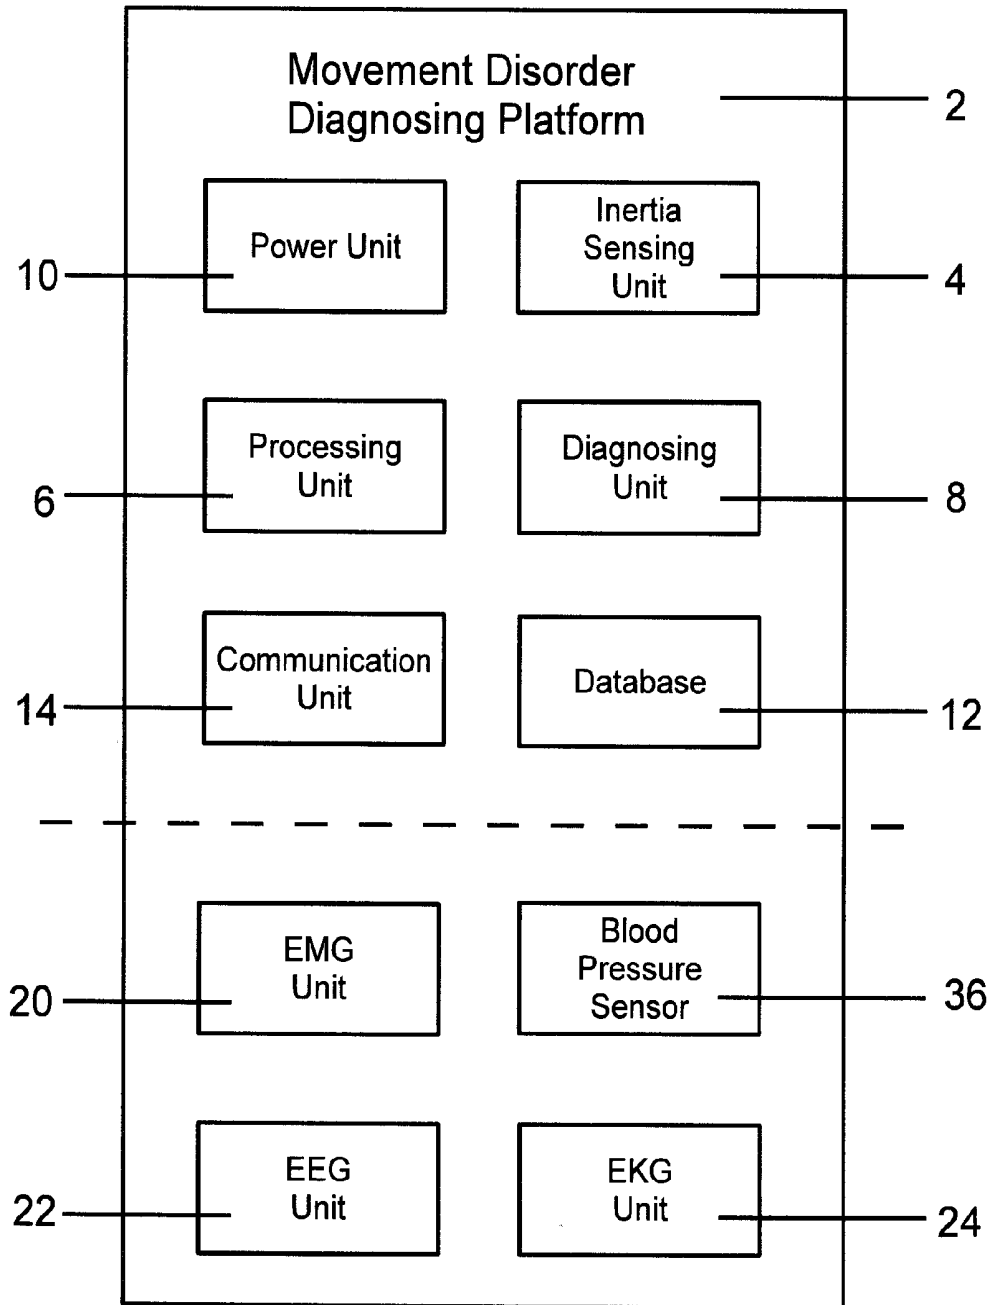 Movement Disorder
Diagnosing Platform
2
Power Unit
10
Inertia
Sensing
Unit
4
Processing
Unit
6
Diagnosing
Unit
8
Communication
Unit
14
Database
12
EMG
Unit
20
Blood
Pressure
Sensor
36
EEG
Unit
22
EKG
Unit
24